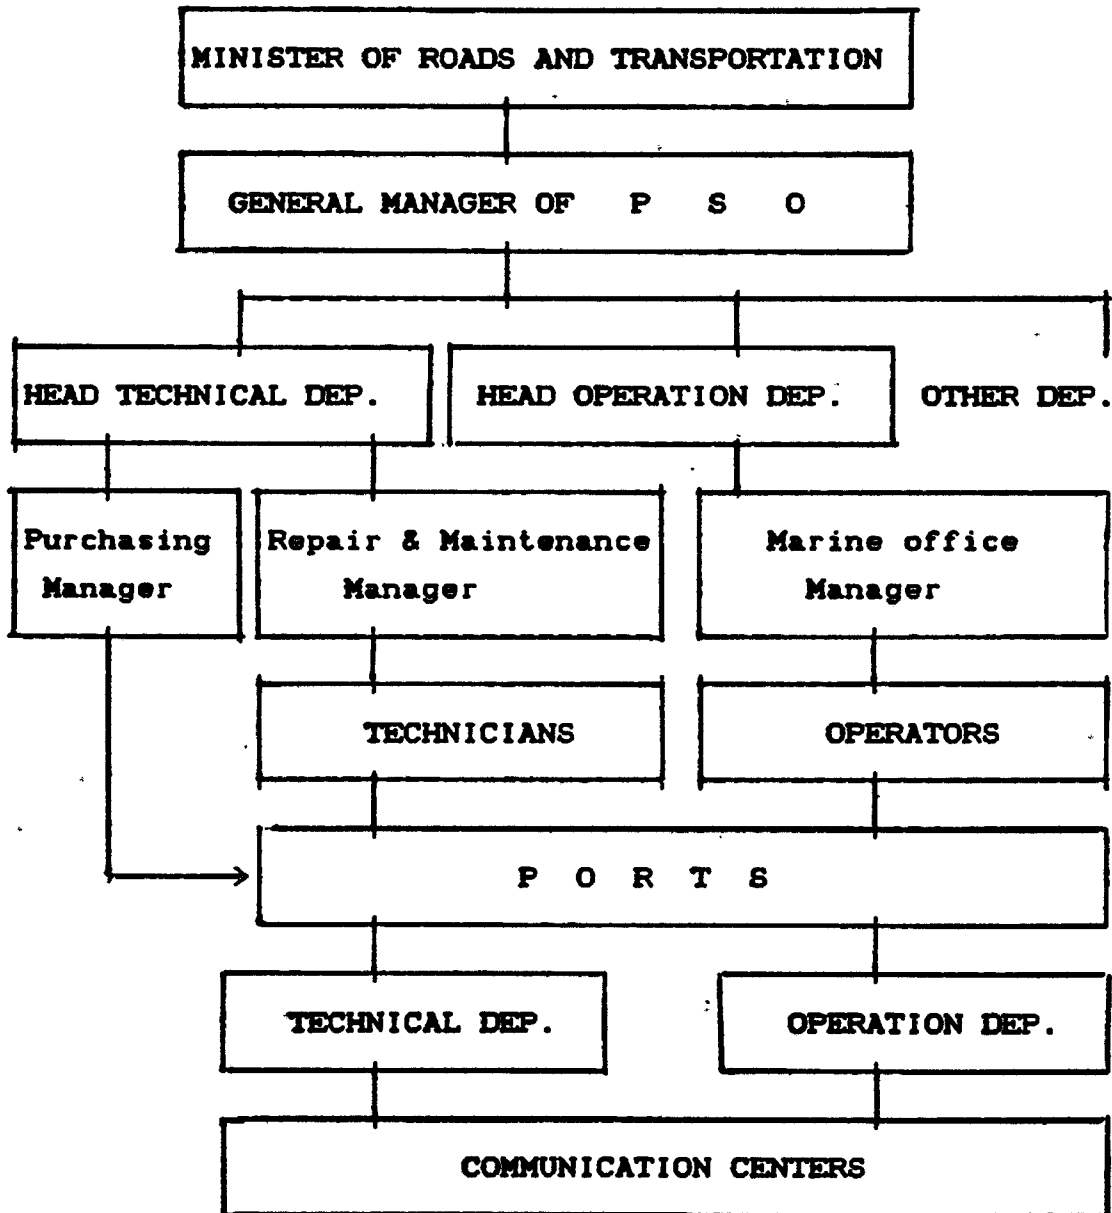 MINISTER OF ROADS AND TRANSPORTATION
GENERAL MANAGER OF P S O
HEAD TECHNICAL DEP.
HEAD OPERATION DEP.
OTHER DEP.
Purchasing
Manager
Repair & Maintenance
Manager
Marine office
Manager
TECHNICIANS
OPERATORS
P O R T S
TECHNICAL DEP.
OPERATION DEP.
COMMUNICATION CENTERS